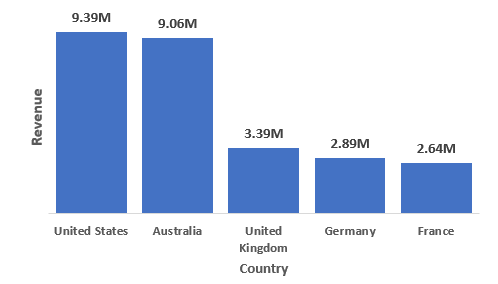 9.39M
9.06M
3.39M
2.89M
2.64M
Revenue
United States
Australia
United
Kingdom
Germany
France
Country